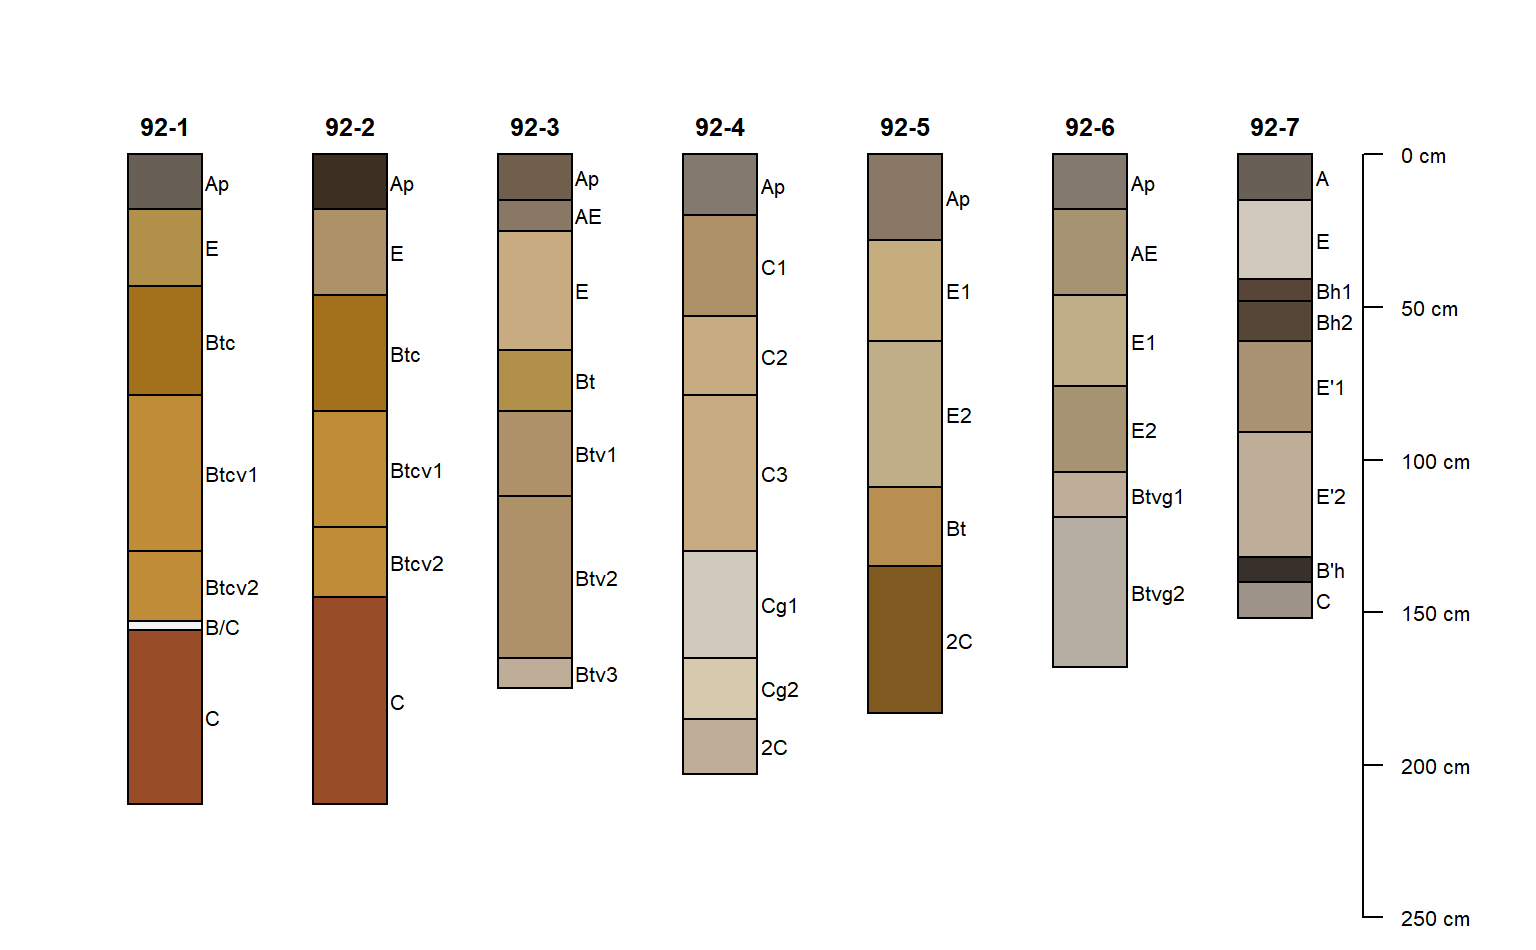 92-1 92-2 92-3 92-4 92-5 92-6 92-7
Ap
E
Btc
Btcv1
Btcv2
B/C
C
Ap
E
Btc
Btcv1
Btcv2
C
Ap
AE
E
Bt
Btv1
Btv2
Btv3
Ap
C1
C2
C3
Cg1
Cg2
2C
Ap
E1
E2
Bt
2C
Ap
AE
E1
E2
Btvg1
Btvg2
A
E
Bh1
Bh2
E'1
E'2
B'h
C
0 cm
50 cm
100 cm
150 cm
200 cm
250 cm